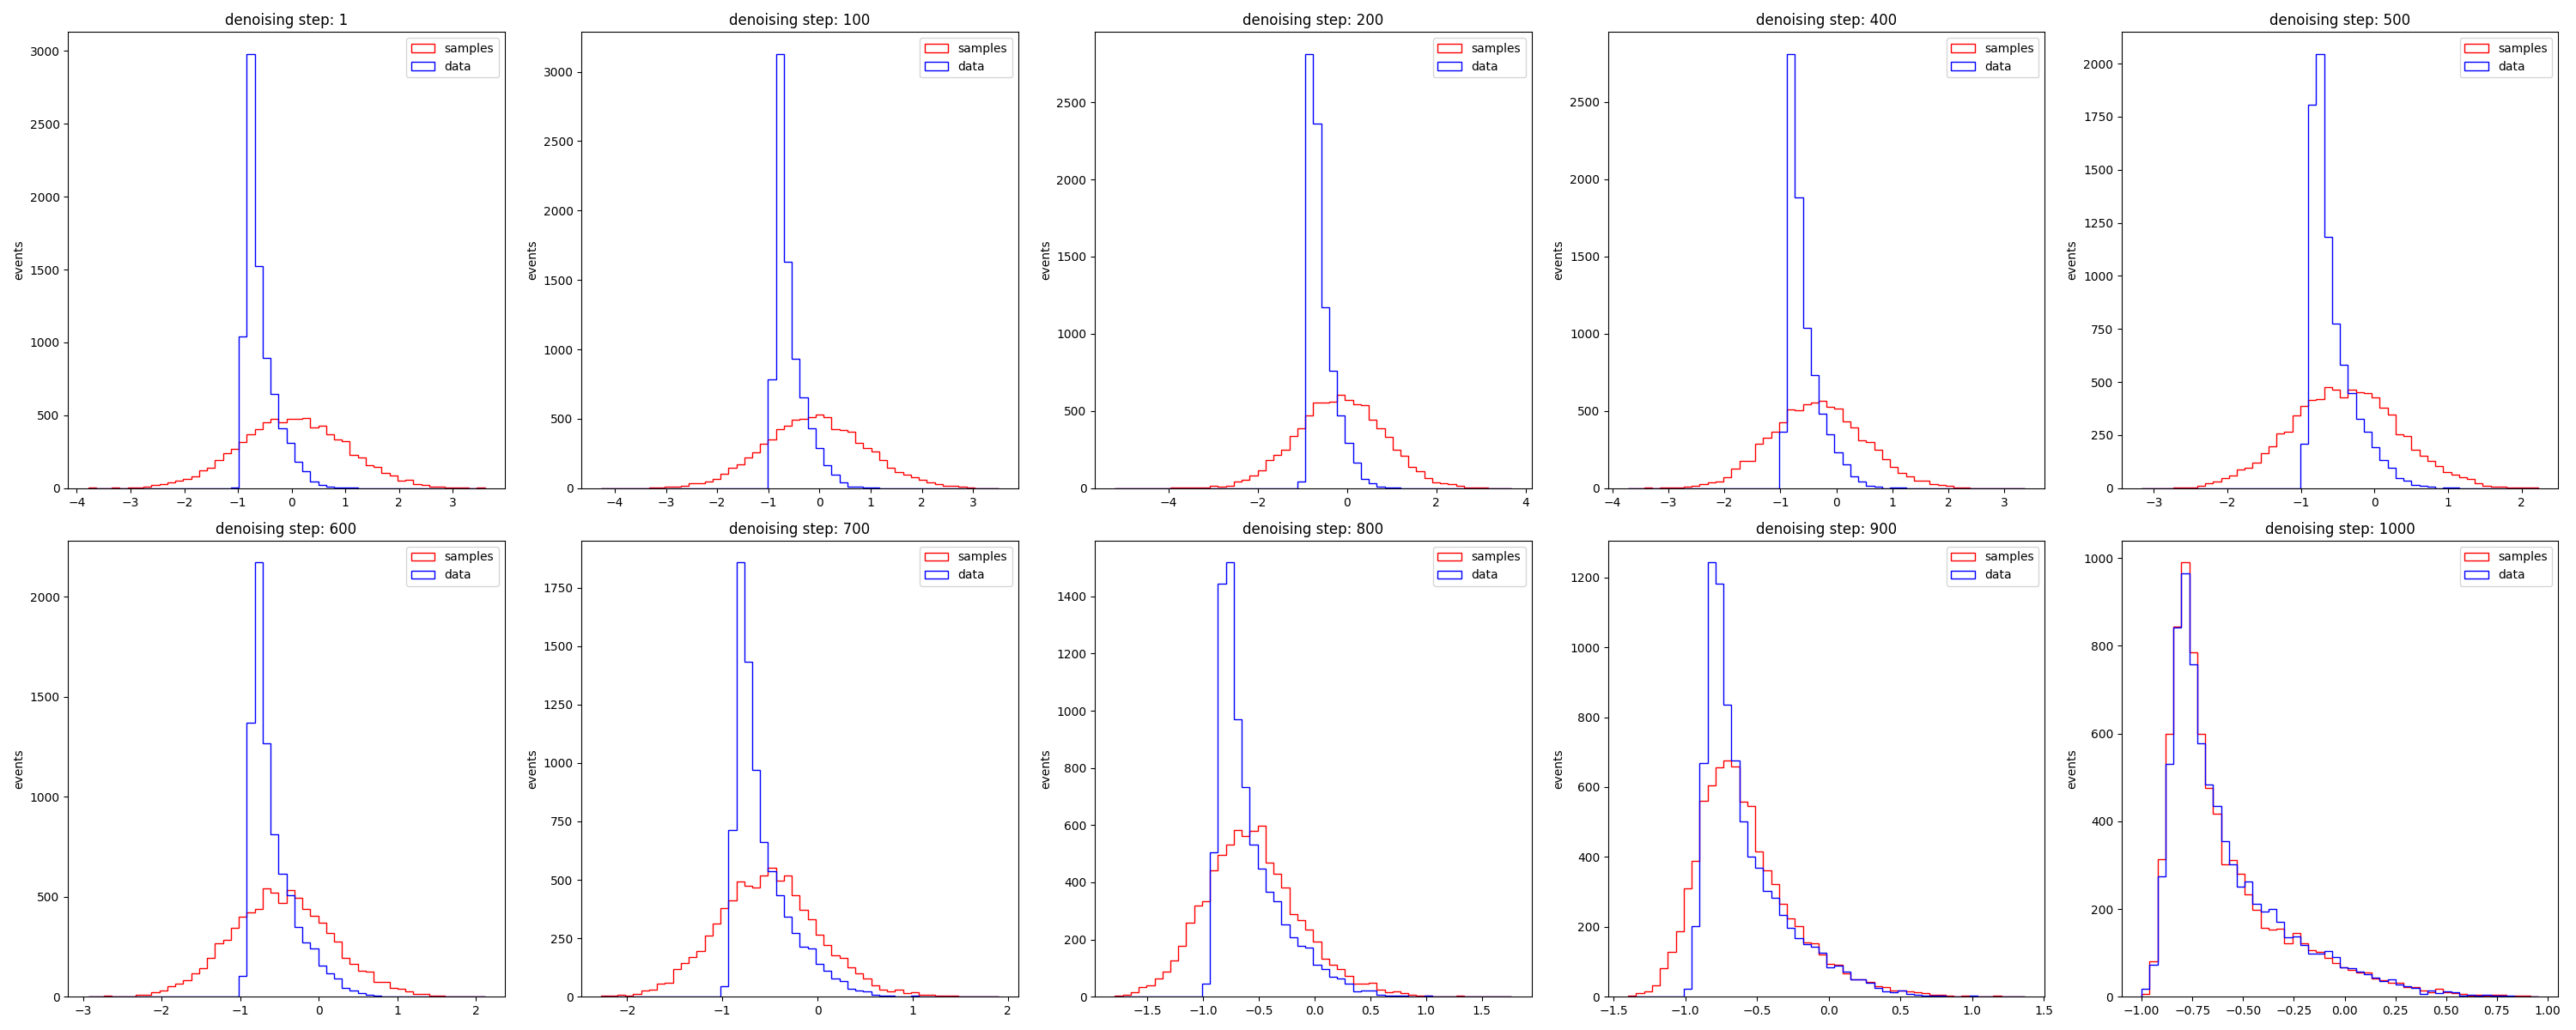 denoising step: 1
samples
data
events
3000
2500
2000
1500
1000
500
0
−4 −3 −2 −1 0 1 2 3
denoising step: 100
samples
data
events
3000
2500
2000
1500
1000
500
0
−4 −3 −2 −1 0 1 2 3
denoising step: 200
samples
data
events
2500
2000
1500
1000
500
0
−4 −2 0 2 4
denoising step: 400
samples
data
events
2500
2000
1500
1000
500
0
−4 −3 −2 −1 0 1 2 3
denoising step: 500
samples
data
events
2000
1750
1500
1250
1000
750
500
250
0
−3 −2 −1 0 1 2
denoising step: 600
samples
data
events
2000
1500
1000
500
0
−3 −2 −1 0 1 2
denoising step: 700
samples
data
events
1750
1500
1250
1000
750
500
250
0
−2 −1 0 1 2
denoising step: 800
samples
data
events
1400
1200
1000
800
600
400
200
0
−1.5 −1.0 −0.5 0.0 0.5 1.0 1.5
denoising step: 900
samples
data
events
1200
1000
800
600
400
200
0
−1.5 −1.0 −0.5 0.0 0.5 1.0 1.5
denoising step: 1000
samples
data
events
1000
800
600
400
200
0
−1.00 −0.75 −0.50 −0.25 0.00 0.25 0.50 0.75 1.00